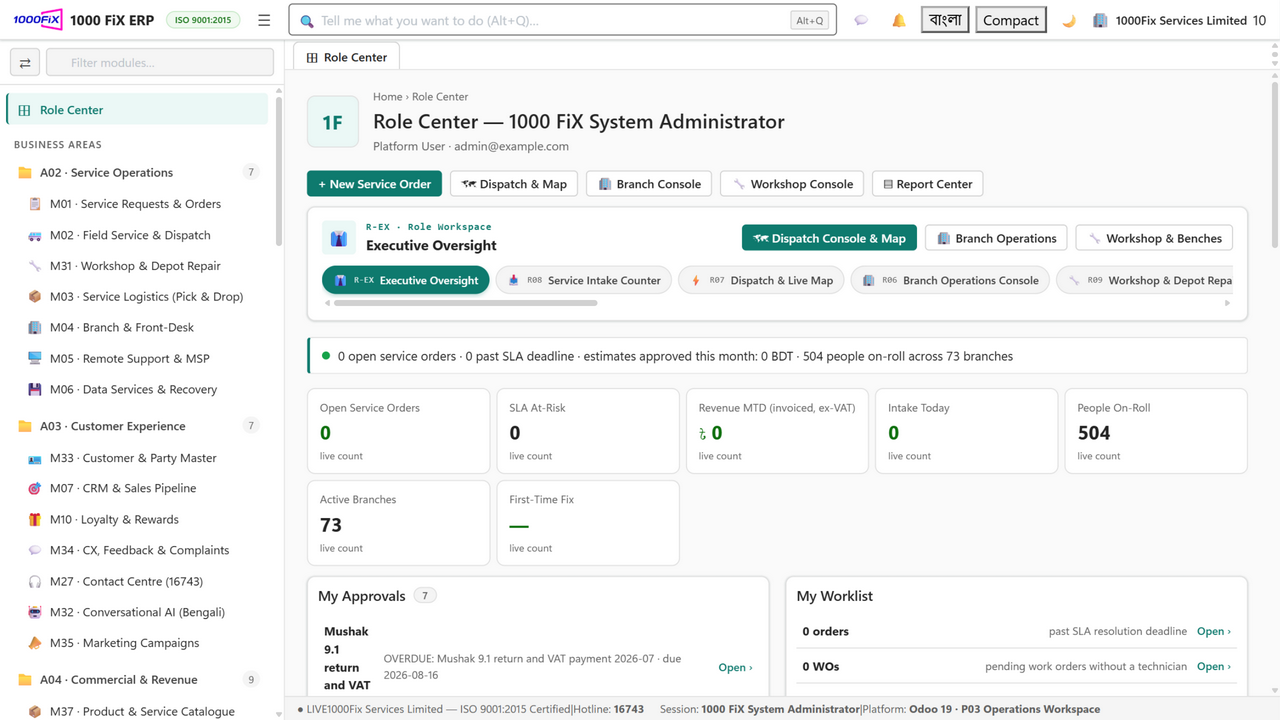 1000FiX 1000 FiX ERP ISO 9001:2015 ☰ Tell me what you want to do (Alt+Q)... Alt+Q বাংলা Compact 1000Fix Services Limited 10
Filter modules...
Role Center
Role Center
BUSINESS AREAS
A02 · Service Operations 7
M01 · Service Requests & Orders
M02 · Field Service & Dispatch
M31 · Workshop & Depot Repair
M03 · Service Logistics (Pick & Drop)
M04 · Branch & Front-Desk
M05 · Remote Support & MSP
M06 · Data Services & Recovery
A03 · Customer Experience 7
M33 · Customer & Party Master
M07 · CRM & Sales Pipeline
M10 · Loyalty & Rewards
M34 · CX, Feedback & Complaints
M27 · Contact Centre (16743)
M32 · Conversational AI (Bengali)
M35 · Marketing Campaigns
A04 · Commercial & Revenue 9
M37 · Product & Service Catalogue
1F
Home › Role Center
Role Center — 1000 FiX System Administrator
Platform User · admin@example.com
+ New Service Order Dispatch & Map Branch Console Workshop Console Report Center
R-EX · Role Workspace
Executive Oversight
Dispatch Console & Map Branch Operations Workshop & Benches
R-EX Executive Oversight R08 Service Intake Counter R07 Dispatch & Live Map R06 Branch Operations Console R09 Workshop & Depot Repa
0 open service orders · 0 past SLA deadline · estimates approved this month: 0 BDT · 504 people on-roll across 73 branches
Open Service Orders
0
live count
SLA At-Risk
0
live count
Revenue MTD (invoiced, ex-VAT)
৳ 0
live count
Intake Today
0
live count
People On-Roll
504
live count
Active Branches
73
live count
First-Time Fix
—
live count
My Approvals 7
Mushak
9.1
return
and VAT
OVERDUE: Mushak 9.1 return and VAT payment 2026-07 · due
2026-08-16
Open ›
My Worklist
0 orders past SLA resolution deadline Open ›
0 WOs pending work orders without a technician Open ›
● LIVE1000Fix Services Limited — ISO 9001:2015 Certified|Hotline: 16743 Session: 1000 FiX System Administrator|Platform: Odoo 19 · P03 Operations Workspace